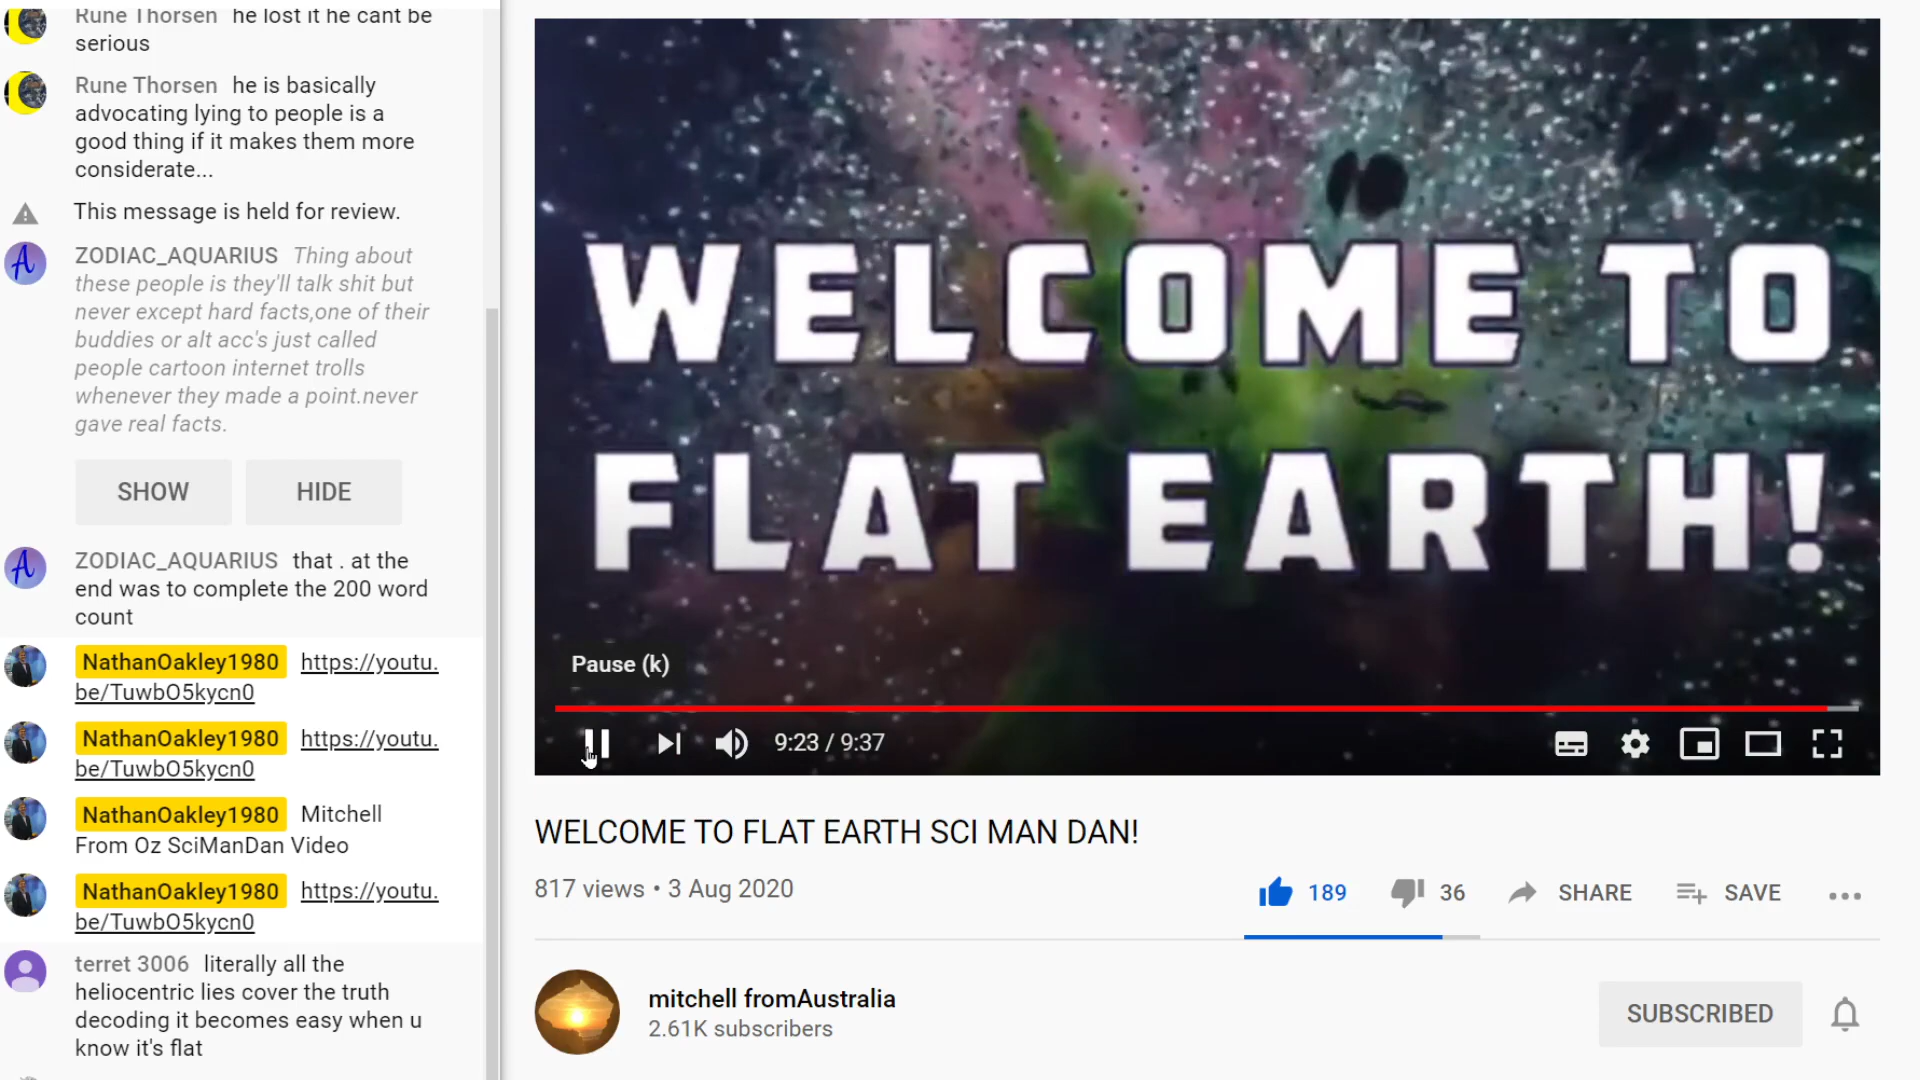 Rune Thorsen he lost it he cant be
serious
Rune Thorsen he is basically
advocating lying to people is a
good thing if it makes them more
considerate...
This message is held for review.
ZODIAC_AQUARIUS Thing about
these people is they'll talk shit but
never except hard facts,one of their
buddies or alt acc's just called
people cartoon internet trolls
whenever they made a point.never
gave real facts.
SHOW HIDE
ZODIAC_AQUARIUS that . at the
end was to complete the 200 word
count
NathanOakley1980 https://youtu.
be/TuwbO5kycn0
NathanOakley1980 https://youtu.
be/TuwbO5kycn0
NathanOakley1980 Mitchell
From Oz SciManDan Video
NathanOakley1980 https://youtu.
be/TuwbO5kycn0
terret 3006 literally all the
heliocentric lies cover the truth
decoding it becomes easy when u
know it's flat
WELCOME TO
FLAT EARTH!
Pause (k)
9:23 / 9:37
WELCOME TO FLAT EARTH SCI MAN DAN!
817 views • 3 Aug 2020
189 36 SHARE SAVE
mitchell fromAustralia
2.61K subscribers
SUBSCRIBED